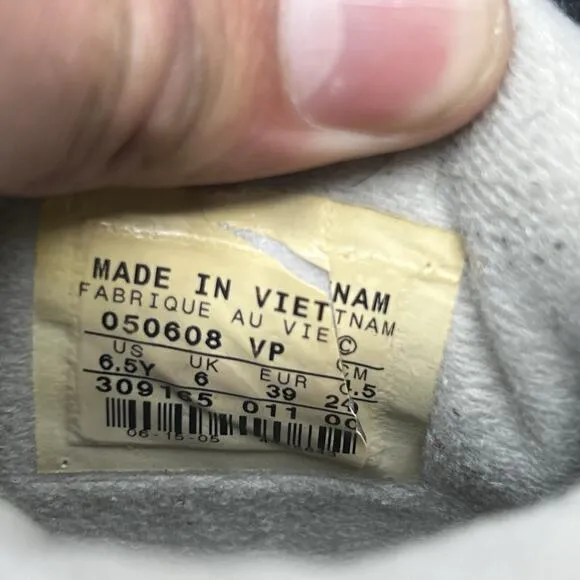 MADE IN VIETNAM
FABRIQUE AU VIETNAM
050608 VP ©
US UK EUR CM
6.5Y 6 39 24.5
309165 011 00
06-15-05